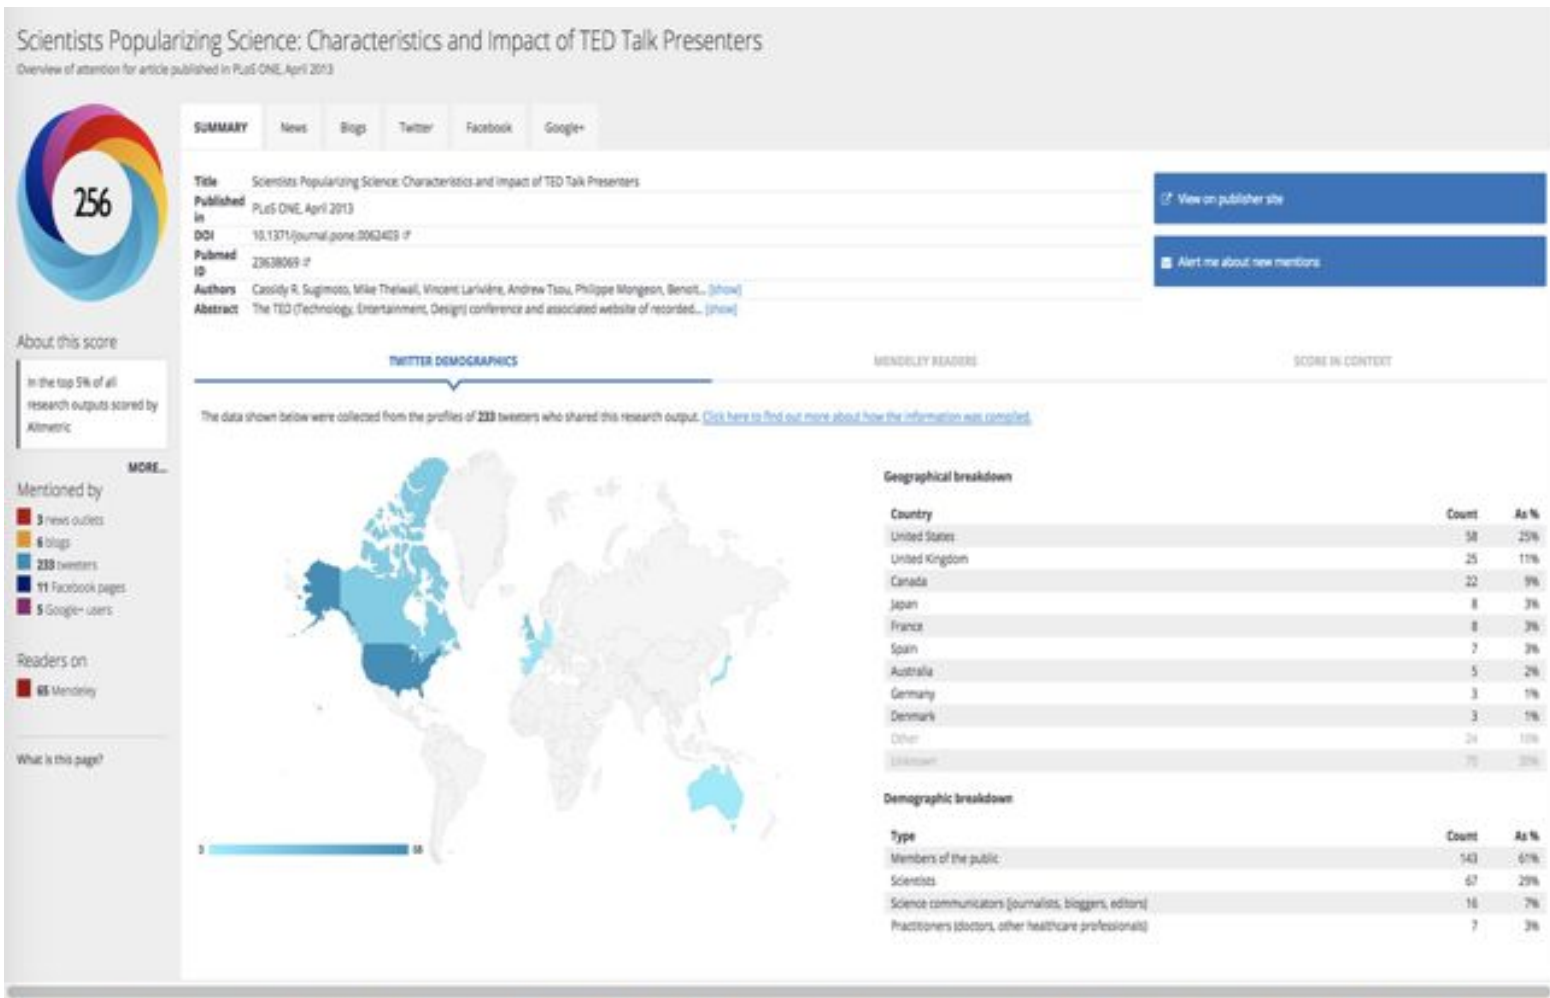 Scientists Popularizing Science: Characteristics and Impact of TED Talk Presenters
Overview of attention for article published in PLoS ONE, April 2013
256
SUMMARY News Blogs Twitter Facebook Google+
Title Scientists Popularizing Science: Characteristics and Impact of TED Talk Presenters
Published in PLoS ONE, April 2013
DOI 10.1371/journal.pone.0062403
Pubmed ID 23638069
Authors Cassidy R. Sugimoto, Mike Thelwall, Vincent Larivière, Andrew Tsou, Philippe Mongeon, Benoit... [show]
Abstract The TED (Technology, Entertainment, Design) conference and associated website of recorded... [show]
View on publisher site
Alert me about new mentions
About this score
In the top 5% of all
research outputs scored by
Altmetric
MORE...
Mentioned by
3 news outlets
6 blogs
233 tweeters
11 Facebook pages
5 Google+ users
Readers on
65 Mendeley
What is this page?
TWITTER DEMOGRAPHICS MENDELEY READERS SCORE IN CONTEXT
The data shown below were collected from the profiles of 233 tweeters who shared this research output. Click here to find out more about how the information was compiled.
3 58
Geographical breakdown
Country Count As %
United States 58 25%
United Kingdom 25 11%
Canada 22 9%
Japan 8 3%
France 8 3%
Spain 7 3%
Australia 5 2%
Germany 3 1%
Denmark 3 1%
Other 24 10%
Unknown 70 30%
Demographic breakdown
Type Count As %
Members of the public 143 61%
Scientists 67 29%
Science communicators (journalists, bloggers, editors) 16 7%
Practitioners (doctors, other healthcare professionals) 7 3%